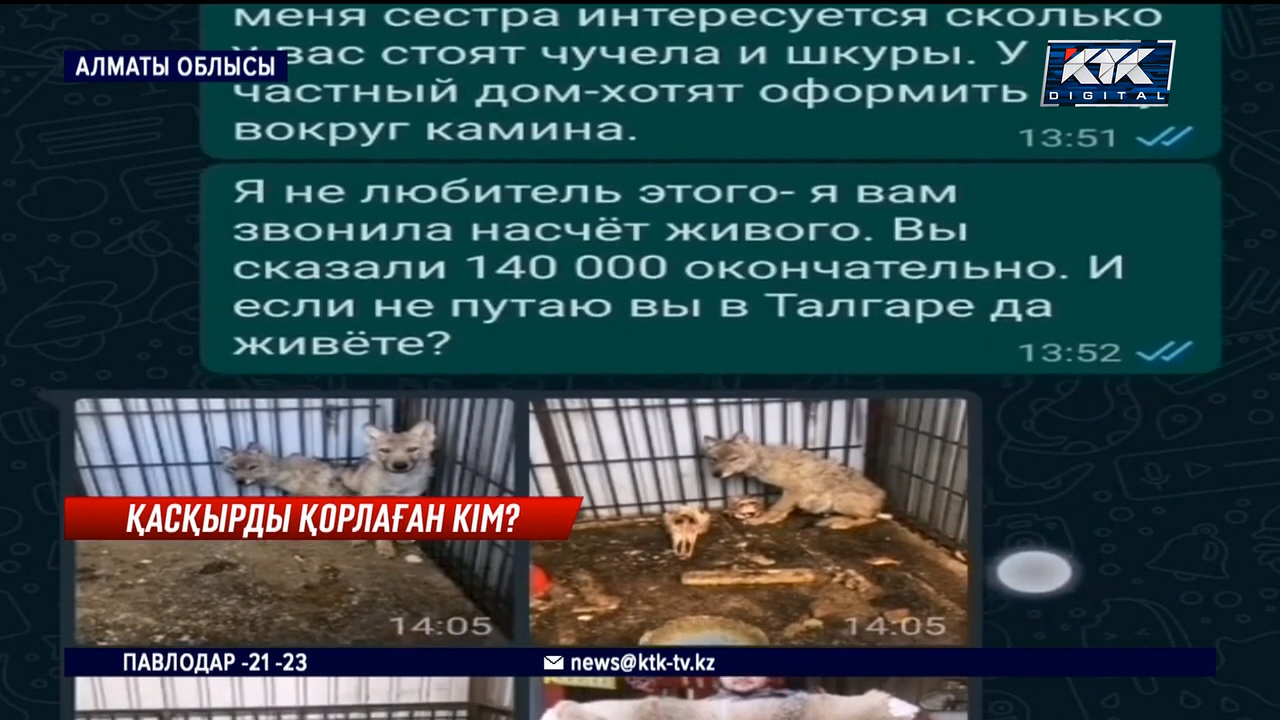 меня сестра интересуется сколько
у вас стоят чучела и шкуры. У
частный дом-хотят оформить
вокруг камина.
13:51
АЛМАТЫ ОБЛЫСЫ
КТК
DIGITAL
Я не любитель этого- я вам
звонила насчёт живого. Вы
сказали 140 000 окончательно. И
если не путаю вы в Талгаре да
живёте?
13:52
ҚАСҚЫРДЫ ҚОРЛАҒАН КІМ?
14:05
14:05
ПАВЛОДАР -21 -23
news@ktk-tv.kz